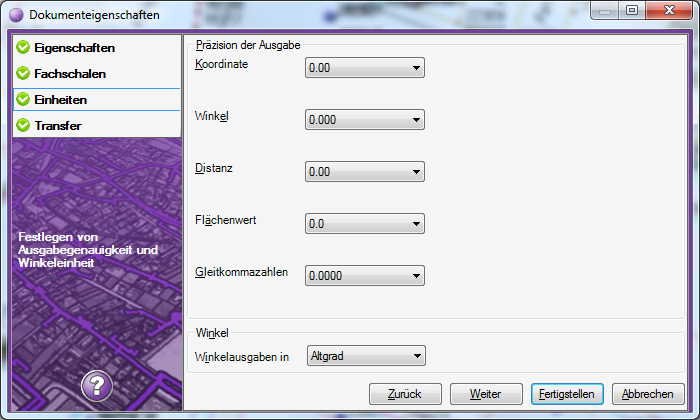 Dokumenteigenschaften
Eigenschaften
Fachschalen
Einheiten
Transfer
Festlegen von
Ausgabegenauigkeit und
Winkeleinheit
?
Präzision der Ausgabe
Koordinate 0.00
Winkel 0.000
Distanz 0.00
Flächenwert 0.0
Gleitkommazahlen 0.0000
Winkel
Winkelausgaben in Altgrad
Zurück Weiter Fertigstellen Abbrechen